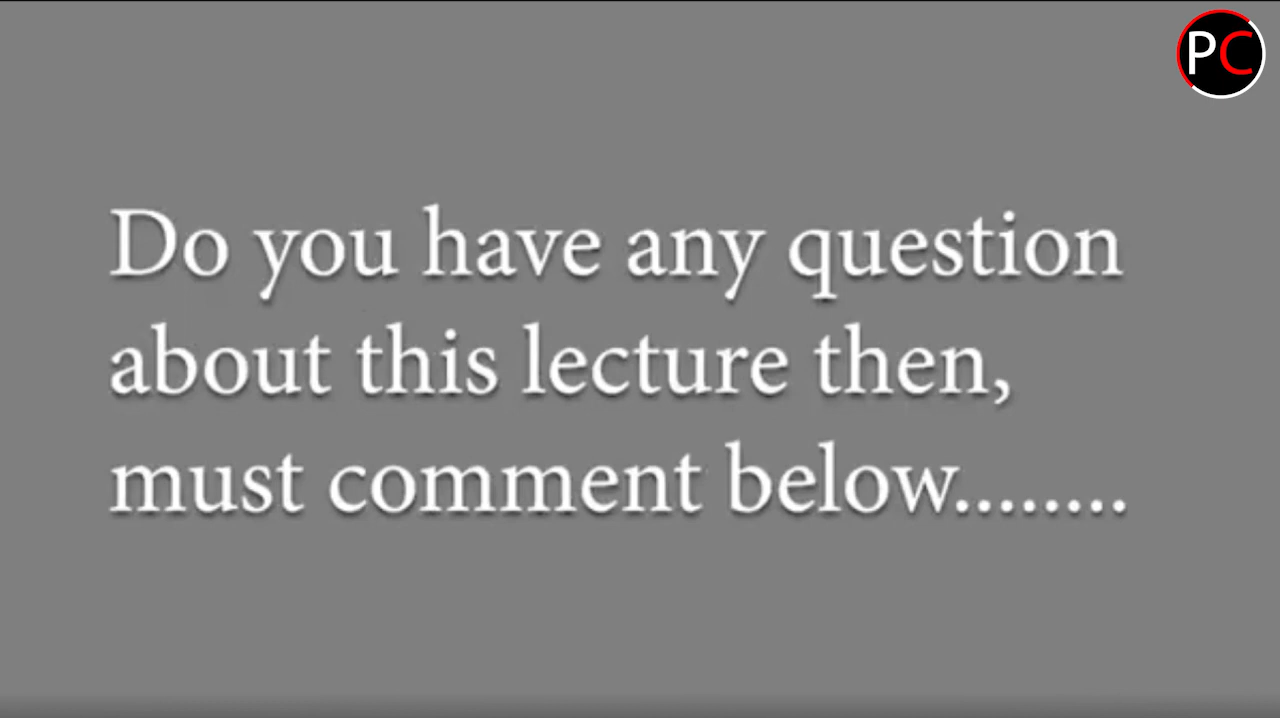 PC
Do you have any question
about this lecture then,
must comment below........